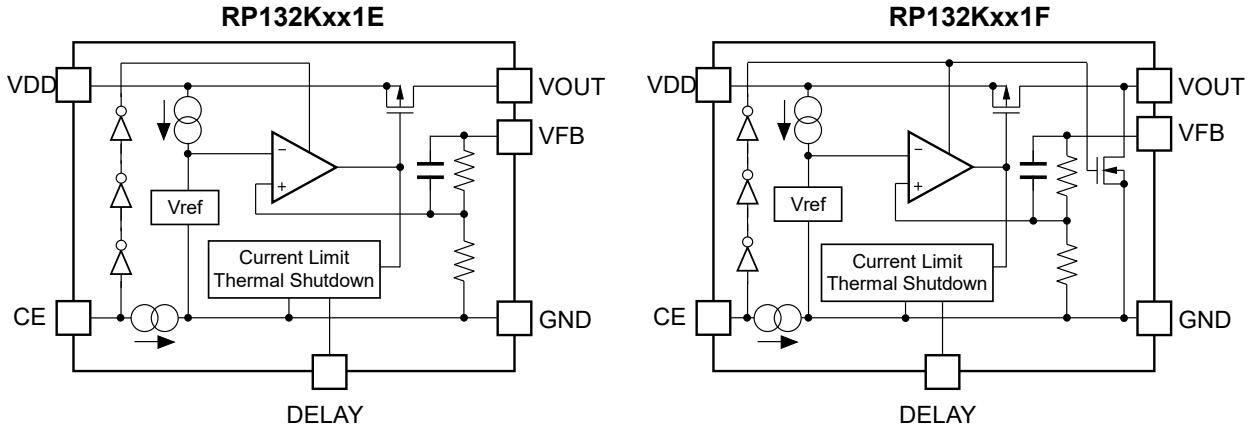 RP132Kxx1E
VDD
VOUT
VFB
−
+
Vref
Current Limit
Thermal Shutdown
CE
GND
DELAY
RP132Kxx1F
VDD
VOUT
VFB
−
+
Vref
Current Limit
Thermal Shutdown
CE
GND
DELAY